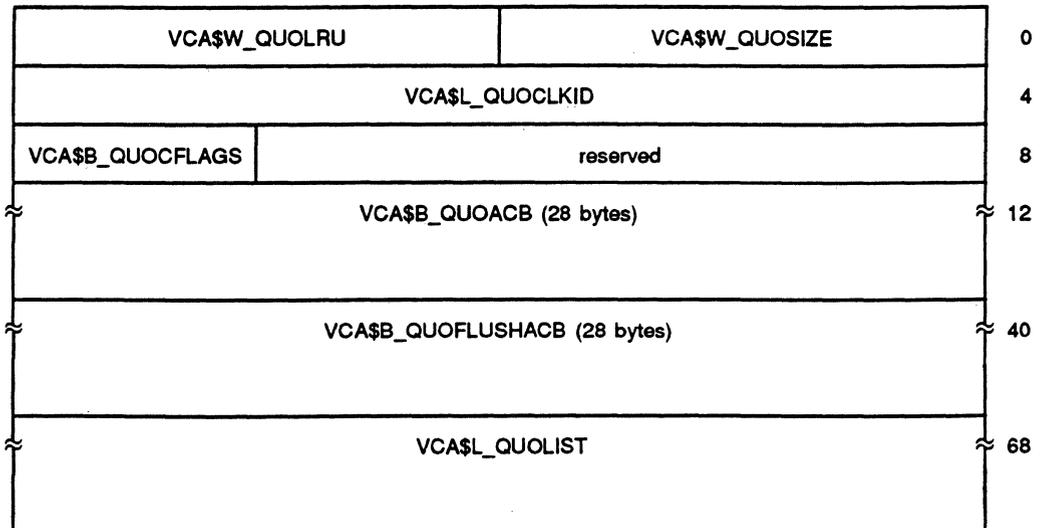 VCA$W_QUOLRU VCA$W_QUOSIZE 0
VCA$L_QUOCLKID 4
VCA$B_QUOCFLAGS reserved 8
VCA$B_QUOACB (28 bytes) 12
VCA$B_QUOFLUSHACB (28 bytes) 40
VCA$L_QUOLIST 68